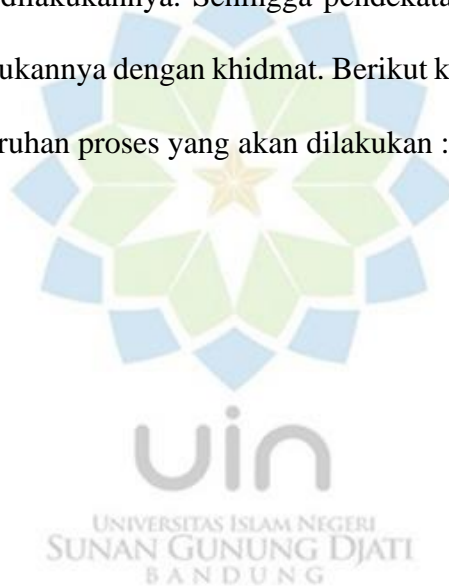 dilakukannya. Sehingga pendekata
ukannya dengan khidmat. Berikut k
ruhan proses yang akan dilakukan :
uin
UNIVERSITAS ISLAM NEGERI
SUNAN GUNUNG DJATI
BANDUNG